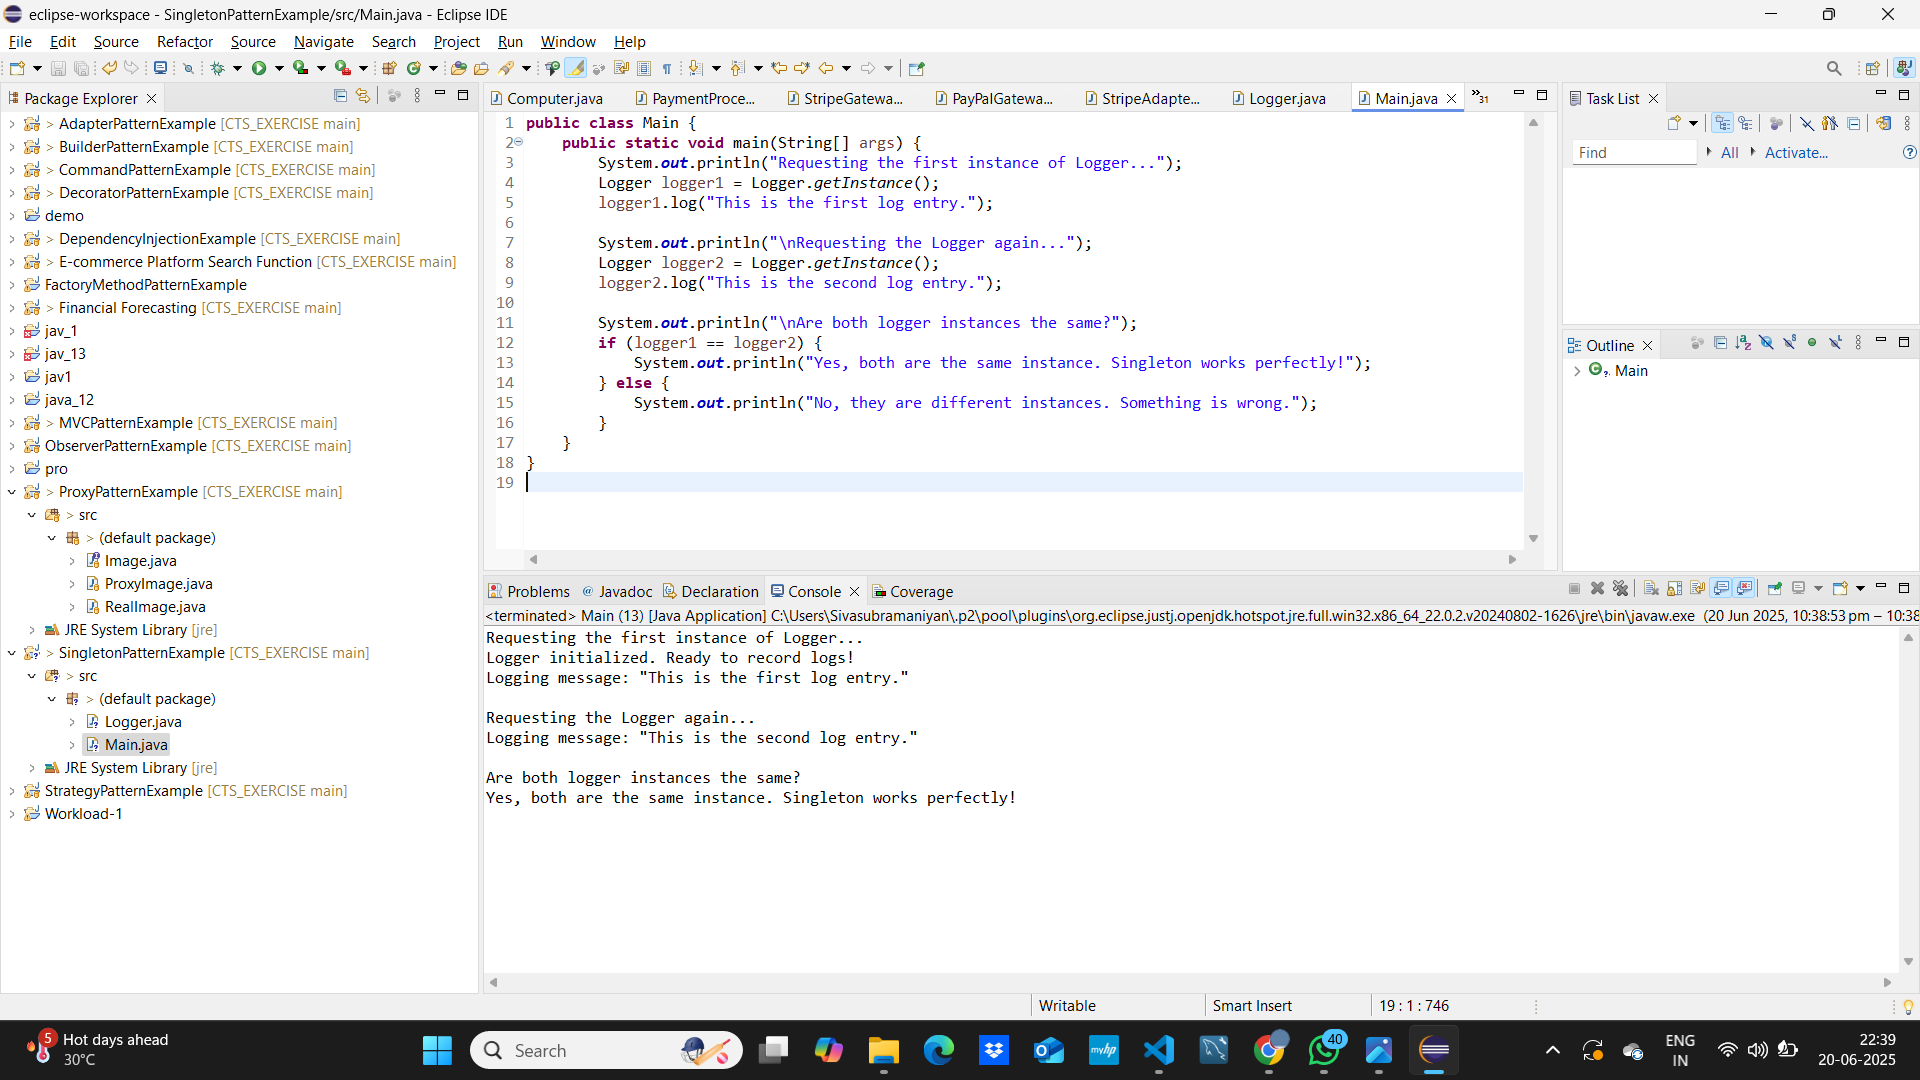 eclipse-workspace - SingletonPatternExample/src/Main.java - Eclipse IDE
File Edit Source Refactor Source Navigate Search Project Run Window Help
Package Explorer
> AdapterPatternExample [CTS_EXERCISE main]
> BuilderPatternExample [CTS_EXERCISE main]
> CommandPatternExample [CTS_EXERCISE main]
> DecoratorPatternExample [CTS_EXERCISE main]
demo
> DependencyInjectionExample [CTS_EXERCISE main]
> E-commerce Platform Search Function [CTS_EXERCISE main]
FactoryMethodPatternExample
> Financial Forecasting [CTS_EXERCISE main]
jav_1
jav_13
jav1
java_12
> MVCPatternExample [CTS_EXERCISE main]
ObserverPatternExample [CTS_EXERCISE main]
pro
> ProxyPatternExample [CTS_EXERCISE main]
> src
> (default package)
Image.java
ProxyImage.java
RealImage.java
JRE System Library [jre]
> SingletonPatternExample [CTS_EXERCISE main]
> src
> (default package)
Logger.java
Main.java
JRE System Library [jre]
StrategyPatternExample [CTS_EXERCISE main]
Workload-1
Computer.java PaymentProce... StripeGatewa... PayPalGatewa... StripeAdapte... Logger.java Main.java »31
1 public class Main {
2 public static void main(String[] args) {
3 System.out.println("Requesting the first instance of Logger...");
4 Logger logger1 = Logger.getInstance();
5 logger1.log("This is the first log entry.");
6
7 System.out.println("\nRequesting the Logger again...");
8 Logger logger2 = Logger.getInstance();
9 logger2.log("This is the second log entry.");
10
11 System.out.println("\nAre both logger instances the same?");
12 if (logger1 == logger2) {
13 System.out.println("Yes, both are the same instance. Singleton works perfectly!");
14 } else {
15 System.out.println("No, they are different instances. Something is wrong.");
16 }
17 }
18 }
19
Task List
Find All Activate...
Outline
Main
Problems Javadoc Declaration Console Coverage
<terminated> Main (13) [Java Application] C:\Users\Sivasubramaniyan\.p2\pool\plugins\org.eclipse.justj.openjdk.hotspot.jre.full.win32.x86_64_22.0.2.v20240802-1626\jre\bin\javaw.exe (20 Jun 2025, 10:38:53 pm – 10:38
Requesting the first instance of Logger...
Logger initialized. Ready to record logs!
Logging message: "This is the first log entry."
Requesting the Logger again...
Logging message: "This is the second log entry."
Are both logger instances the same?
Yes, both are the same instance. Singleton works perfectly!
Writable Smart Insert 19 : 1 : 746
5 Hot days ahead
30°C
Search
myhp
40
ENG
IN
22:39
20-06-2025